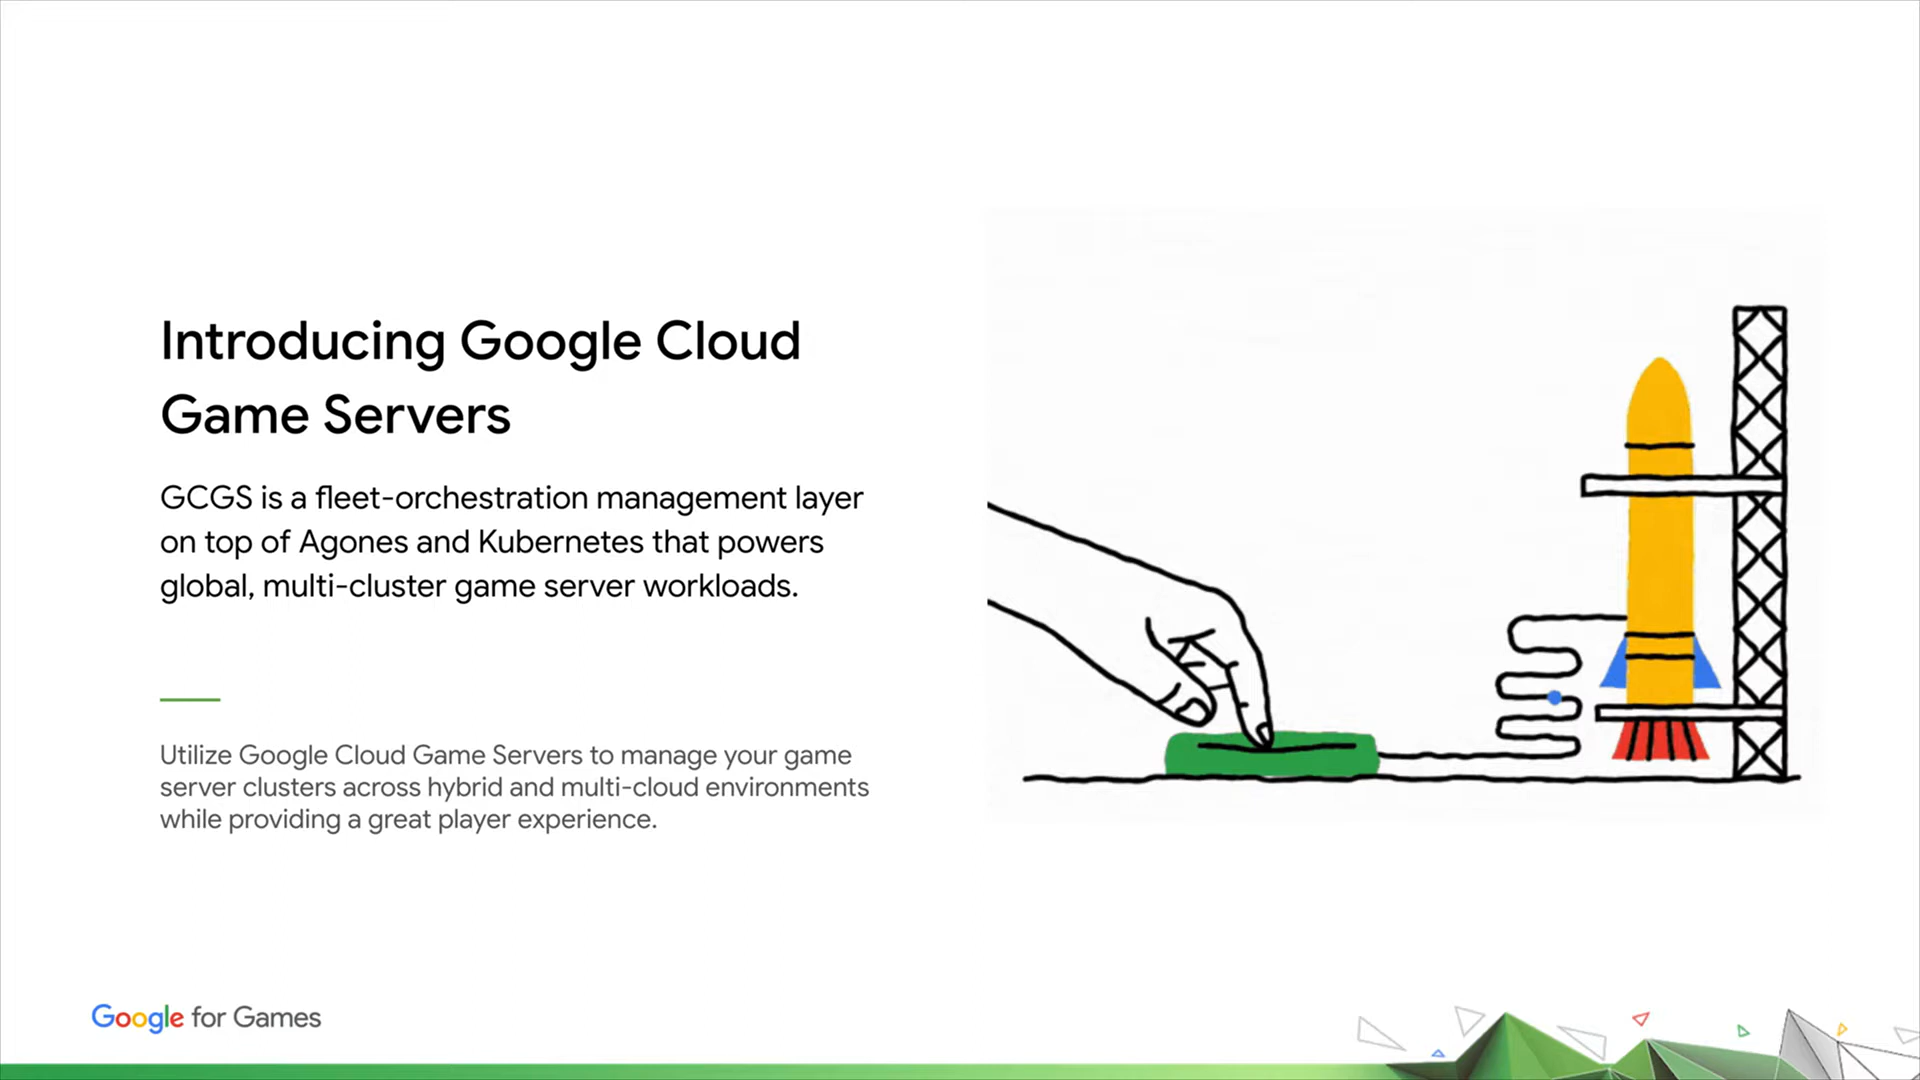 Introducing Google Cloud
Game Servers
GCGS is a fleet-orchestration management layer
on top of Agones and Kubernetes that powers
global, multi-cluster game server workloads.
Utilize Google Cloud Game Servers to manage your game
server clusters across hybrid and multi-cloud environments
while providing a great player experience.
Google for Games